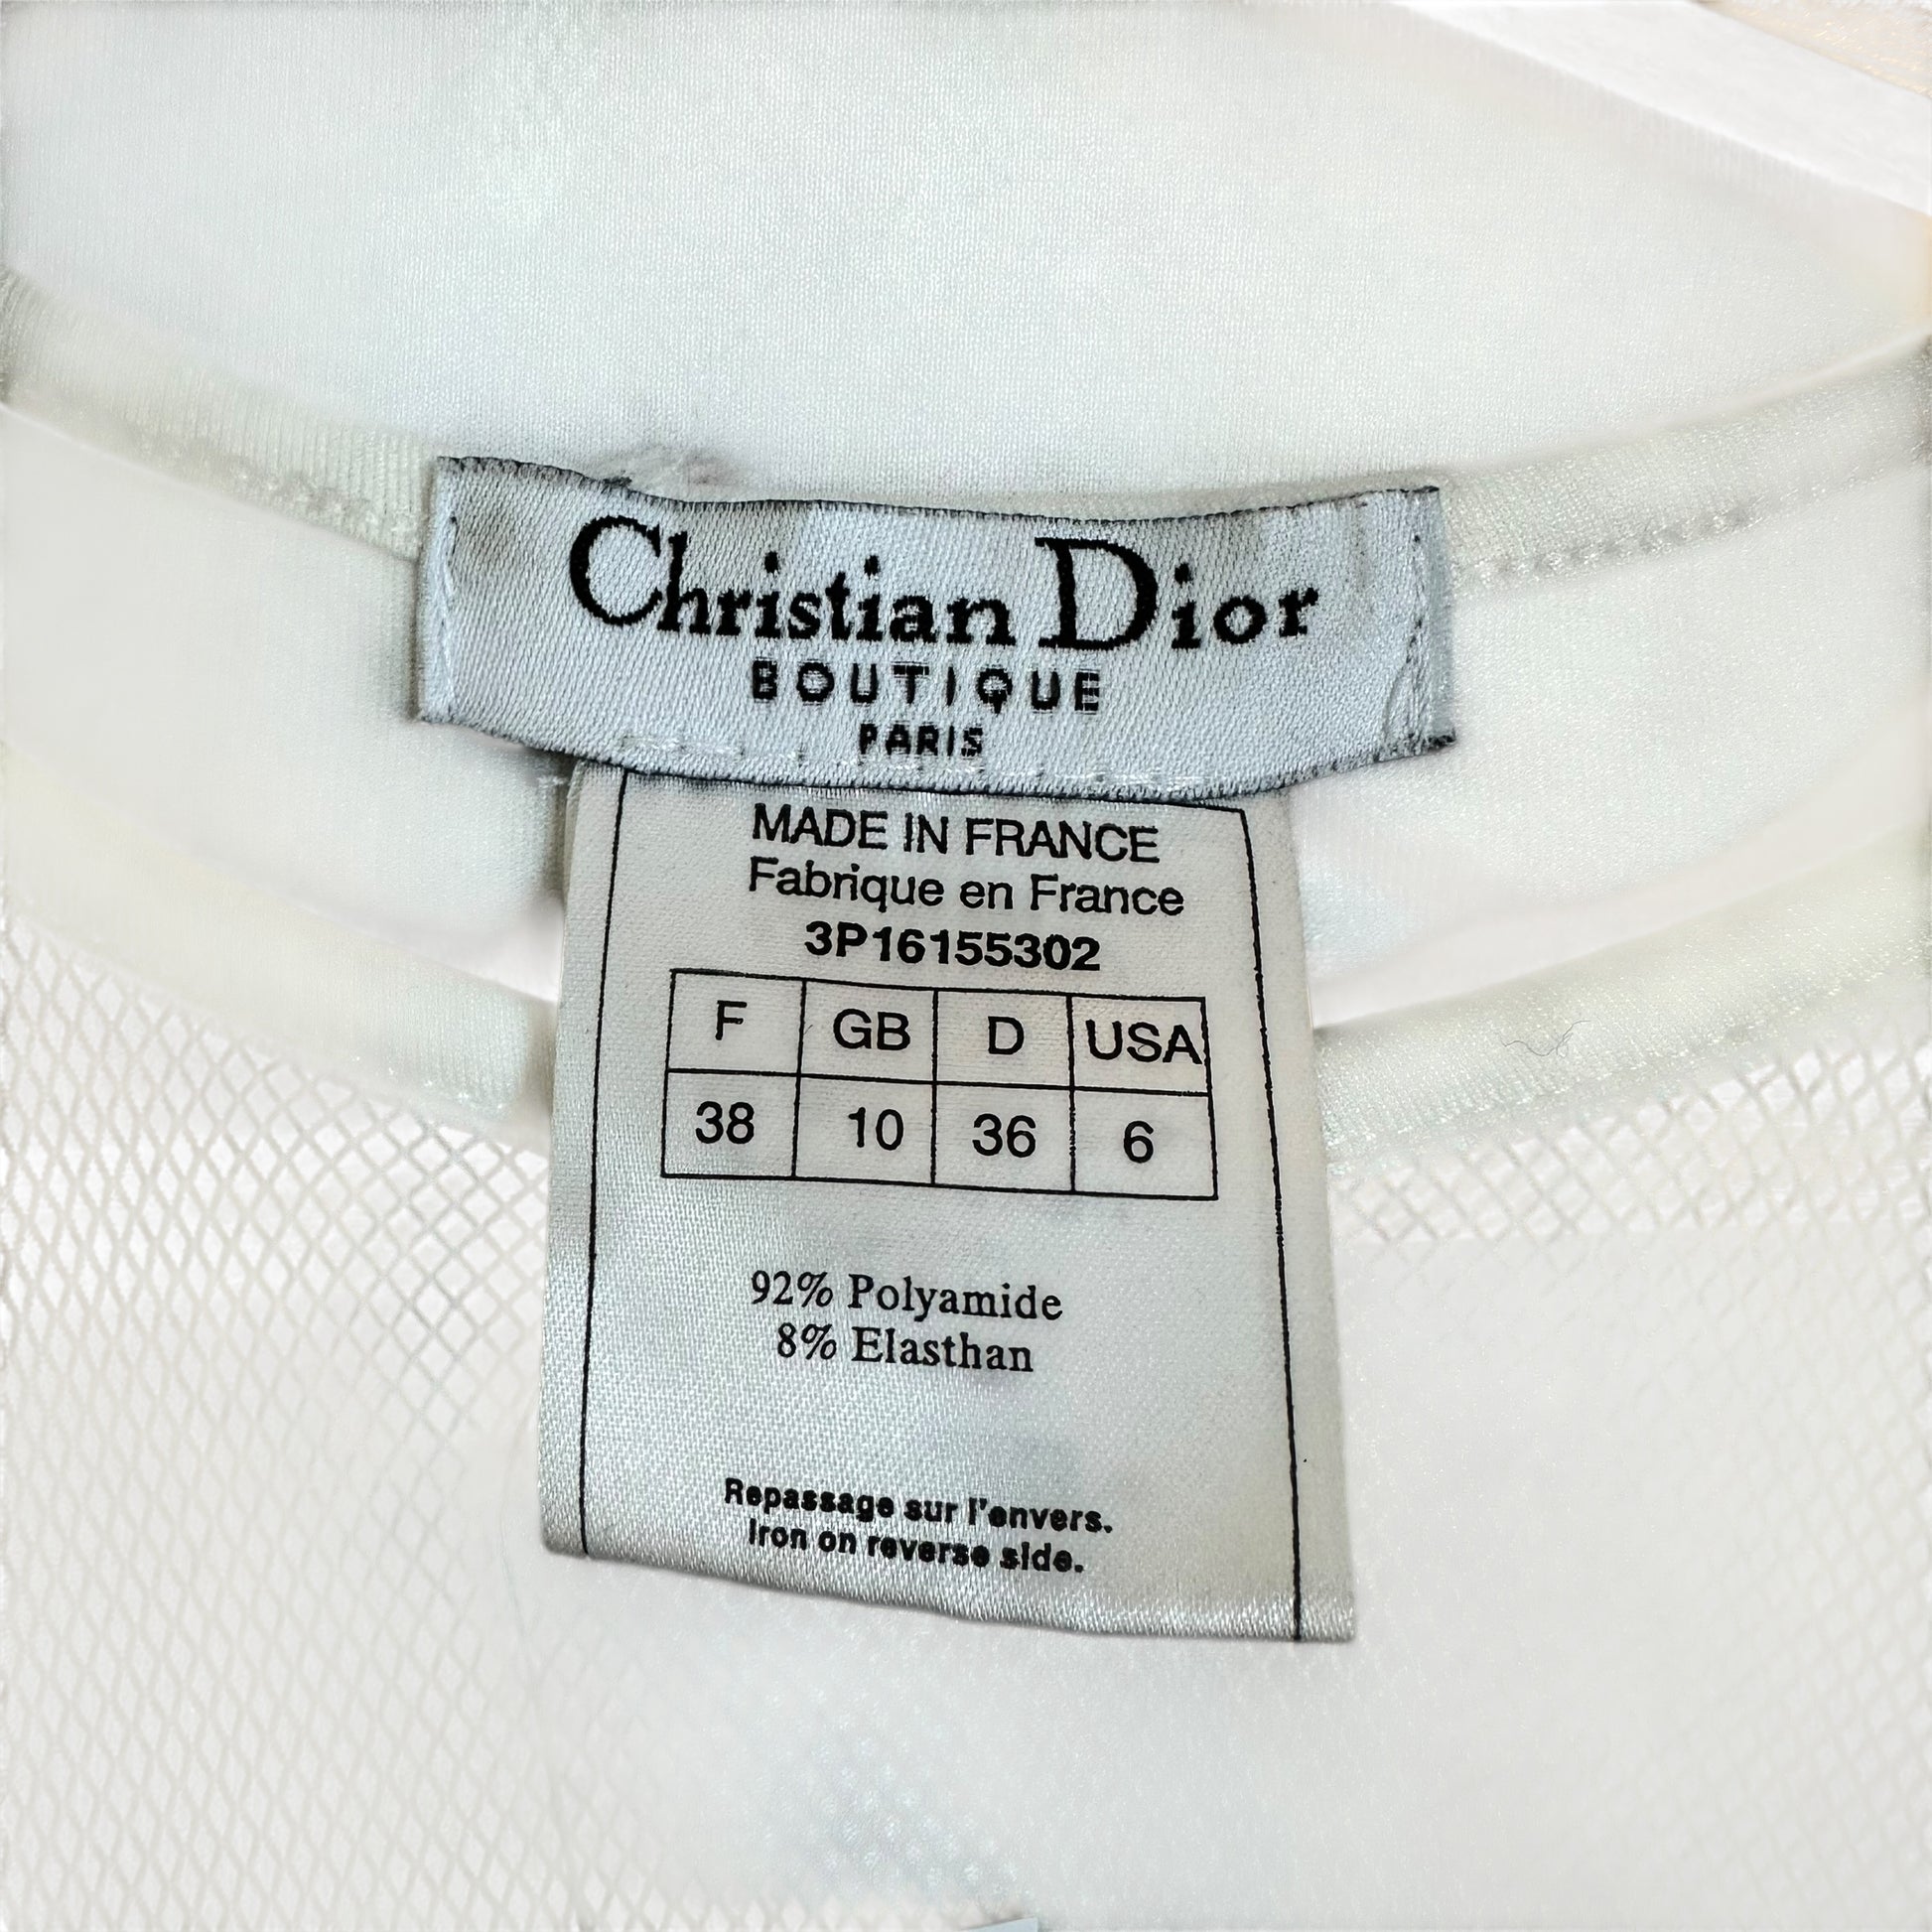 Christian Dior
BOUTIQUE
PARIS
MADE IN FRANCE
Fabrique en France
3P16155302
F GB D USA
38 10 36 6
92% Polyamide
8% Elasthan
Repassage sur l'envers.
Iron on reverse side.